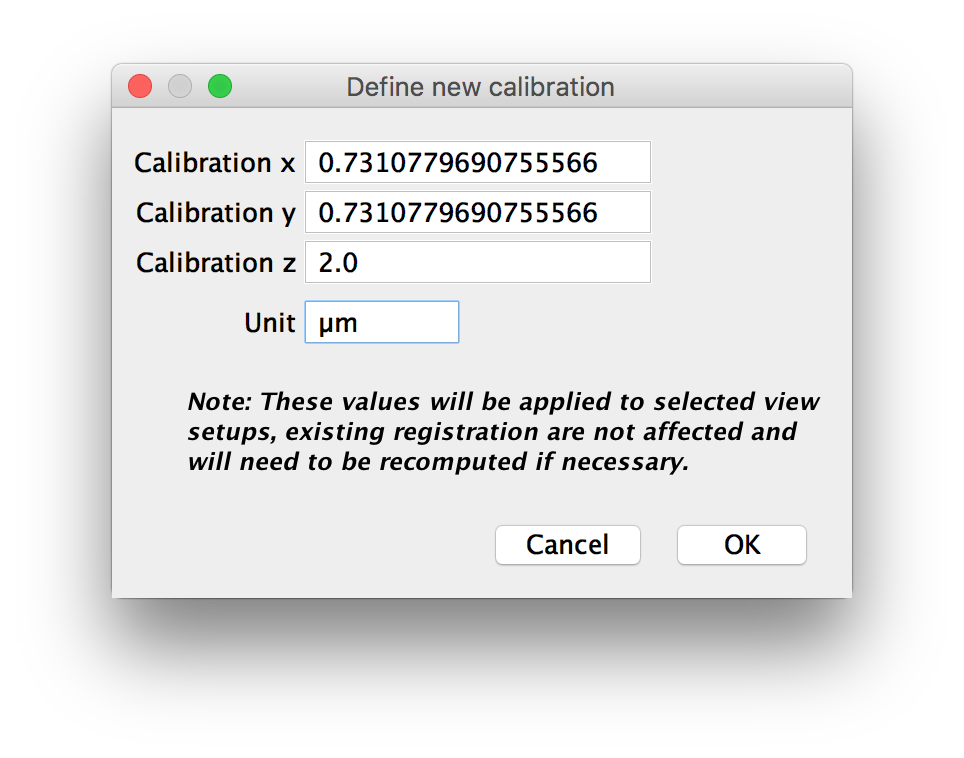 Define new calibration
Calibration x 0.7310779690755566
Calibration y 0.7310779690755566
Calibration z 2.0
Unit µm
Note: These values will be applied to selected view
setups, existing registration are not affected and
will need to be recomputed if necessary.
Cancel OK